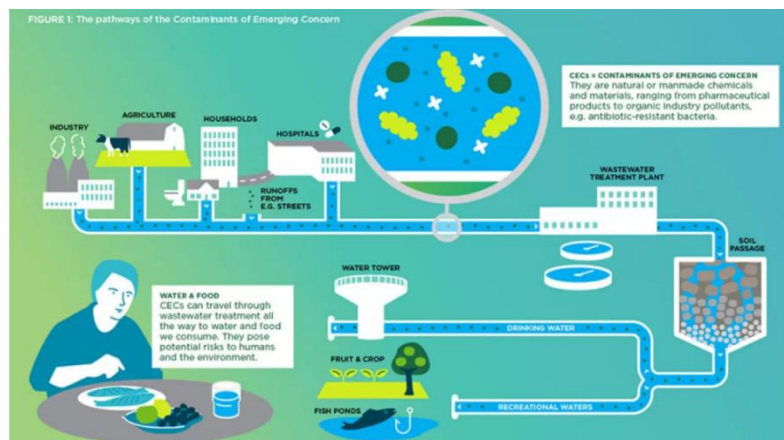 FIGURE 1: The pathways of the Contaminants of Emerging Concern
CECs = CONTAMINANTS OF EMERGING CONCERN
They are natural or manmade chemicals
and materials, ranging from pharmaceutical
products to organic industry pollutants,
e.g. antibiotic-resistant bacteria.
INDUSTRY
AGRICULTURE
HOUSEHOLDS
HOSPITALS
RUNOFFS
FROM
E.G. STREETS
WASTEWATER
TREATMENT PLANT
SOIL
PASSAGE
WATER & FOOD
CECs can travel through
wastewater treatment all
the way to water and food
we consume. They pose
potential risks to humans
and the environment.
WATER TOWER
DRINKING WATER
FRUIT & CROP
FISH PONDS
RECREATIONAL WATERS